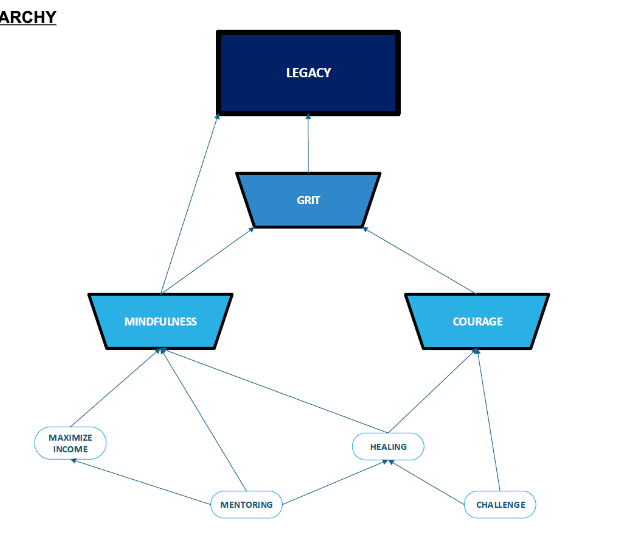 ARCHY
LEGACY
GRIT
MINDFULNESS
COURAGE
MAXIMIZE
INCOME
HEALING
MENTORING
CHALLENGE